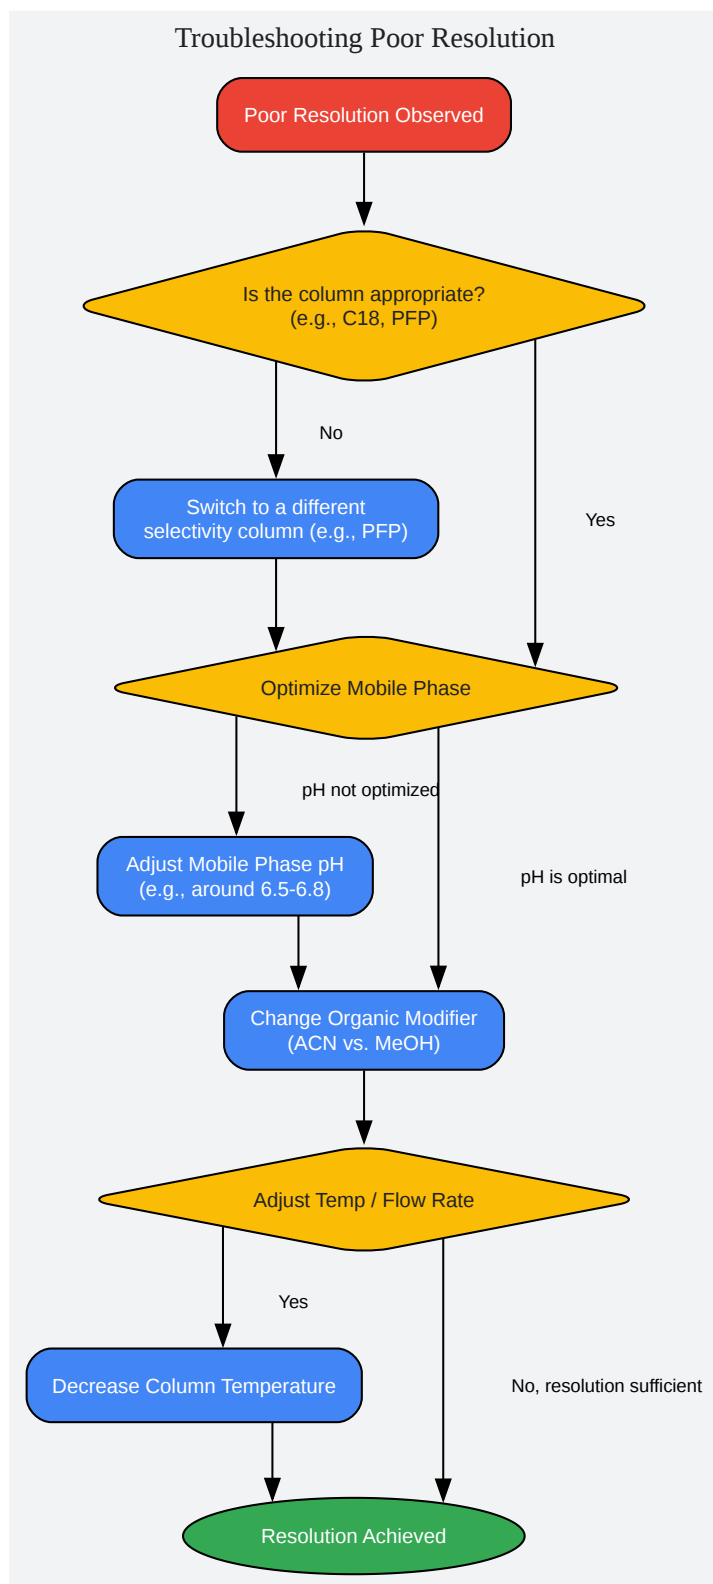 Troubleshooting Poor Resolution
Poor Resolution Observed
Is the column appropriate?
(e.g., C18, PFP)
No
Switch to a different
selectivity column (e.g., PFP)
Yes
Optimize Mobile Phase
pH not optimized
Adjust Mobile Phase pH
(e.g., around 6.5-6.8)
pH is optimal
Change Organic Modifier
(ACN vs. MeOH)
Adjust Temp / Flow Rate
Yes
Decrease Column Temperature
No, resolution sufficient
Resolution Achieved